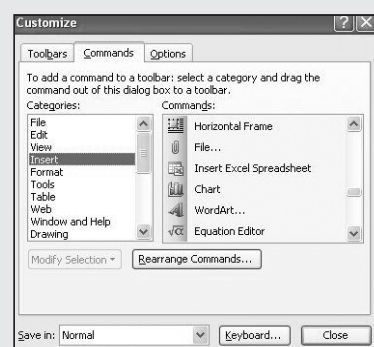 Customize
Toolbars Commands Options
To add a command to a toolbar: select a category and drag the
command out of this dialog box to a toolbar.
Categories:
File
Edit
View
Insert
Format
Tools
Table
Web
Window and Help
Drawing
Commands:
Horizontal Frame
File...
Insert Excel Spreadsheet
Chart
WordArt...
√α Equation Editor
Modify Selection Rearrange Commands...
Save in: Normal Keyboard... Close